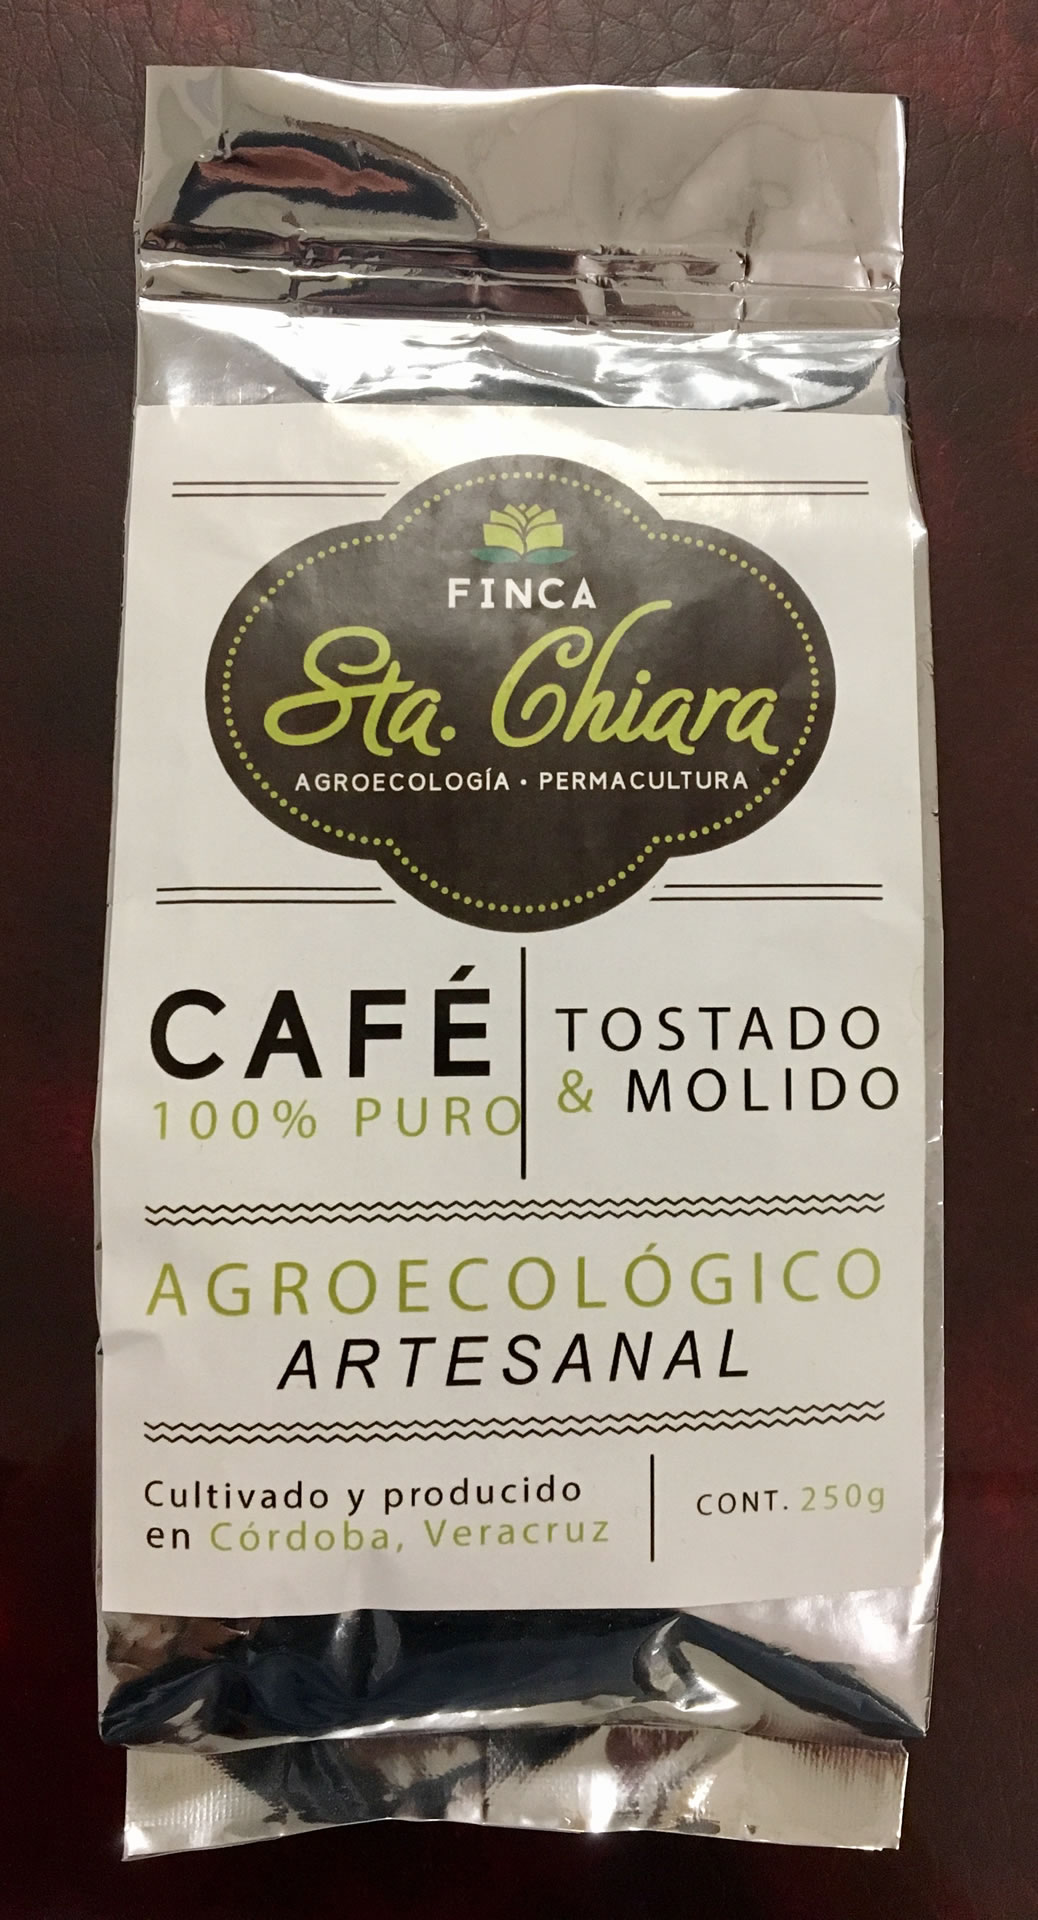 FINCA
Sta. Chiara
AGROECOLOGÍA • PERMACULTURA
CAFÉ
100% PURO
TOSTADO
& MOLIDO
AGROECOLÓGICO
ARTESANAL
Cultivado y producido
en Córdoba, Veracruz
CONT. 250g